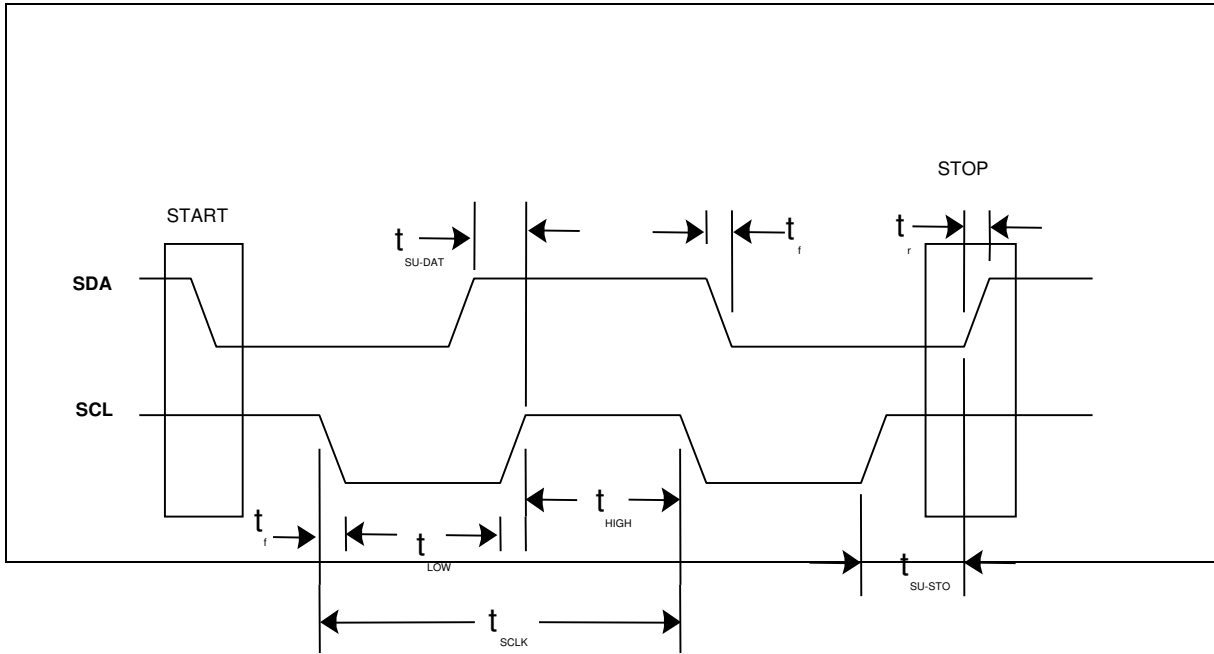 STOP
START
t SU-DAT
t f
t r
SDA
SCL
t HIGH
t f
t LOW
t SU-STO
t SCLK